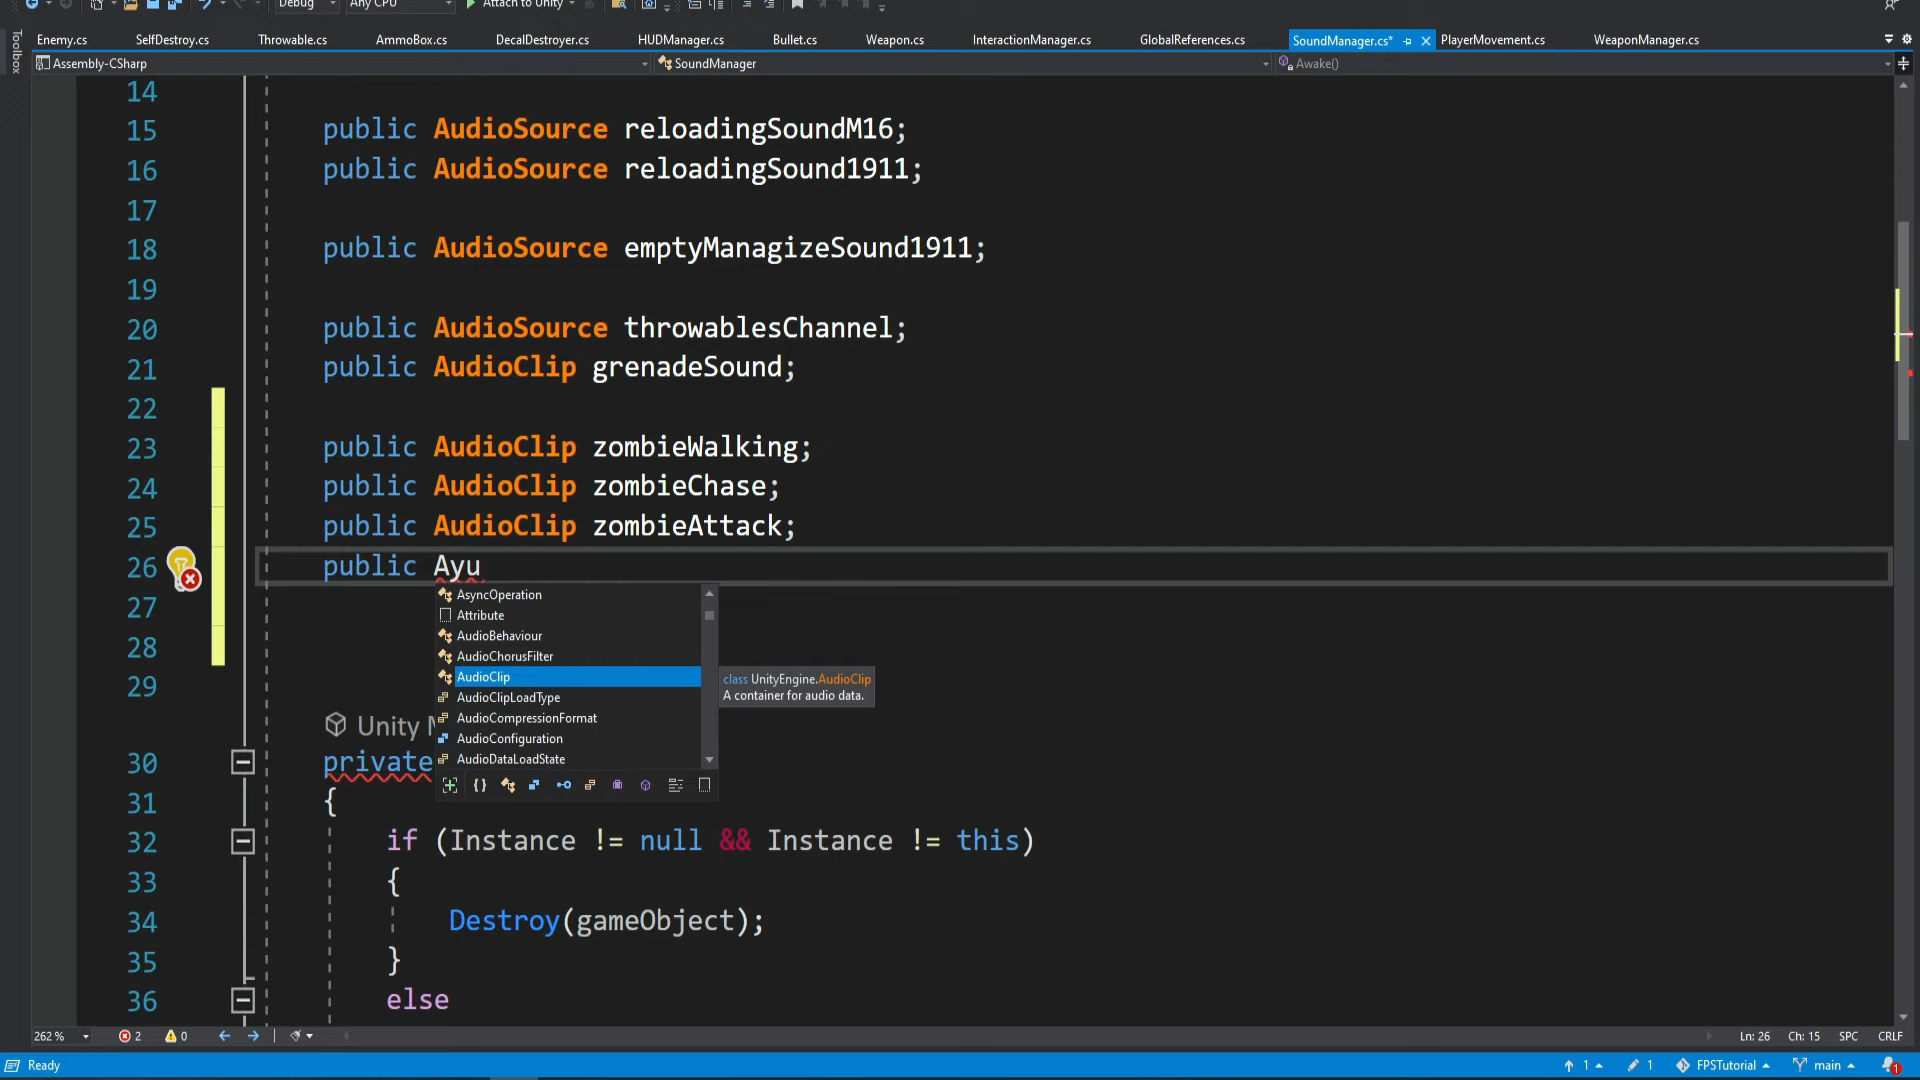 Debug Any CPU Attach to Unity
Enemy.cs SelfDestroy.cs Throwable.cs AmmoBox.cs DecalDestroyer.cs HUDManager.cs Bullet.cs Weapon.cs InteractionManager.cs GlobalReferences.cs SoundManager.cs* PlayerMovement.cs WeaponManager.cs
Toolbox
Assembly-CSharp SoundManager Awake()
14
15 public AudioSource reloadingSoundM16;
16 public AudioSource reloadingSound1911;
17
18 public AudioSource emptyManagizeSound1911;
19
20 public AudioSource throwablesChannel;
21 public AudioClip grenadeSound;
22
23 public AudioClip zombieWalking;
24 public AudioClip zombieChase;
25 public AudioClip zombieAttack;
26 public Ayu
AsyncOperation
27 Attribute
AudioBehaviour
28 AudioChorusFilter
AudioClip class UnityEngine.AudioClip
29 A container for audio data.
AudioClipLoadType
Unity M AudioCompressionFormat
AudioConfiguration
30 private AudioDataLoadState
31 {
32 if (Instance != null && Instance != this)
33 {
34 Destroy(gameObject);
35 }
36 else
262 % 2 0 Ln: 26 Ch: 15 SPC CRLF
Ready 1 1 FPSTutorial main 1